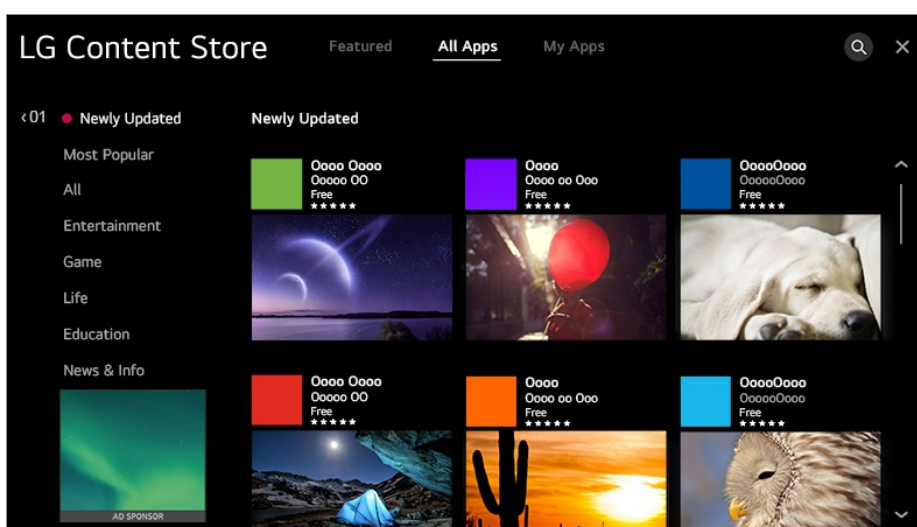 LG Content Store
Featured
All Apps
My Apps
‹01
Newly Updated
Most Popular
All
Entertainment
Game
Life
Education
News & Info
AD SPONSOR
Newly Updated
Oooo Oooo
Ooooo OO
Free
★★★★★
Oooo
Oooo oo Ooo
Free
★★★★★
OoooOooo
OooooOooo
Free
★★★★★
Oooo Oooo
Ooooo OO
Free
★★★★★
Oooo
Oooo oo Ooo
Free
★★★★★
OoooOooo
OooooOooo
Free
★★★★★